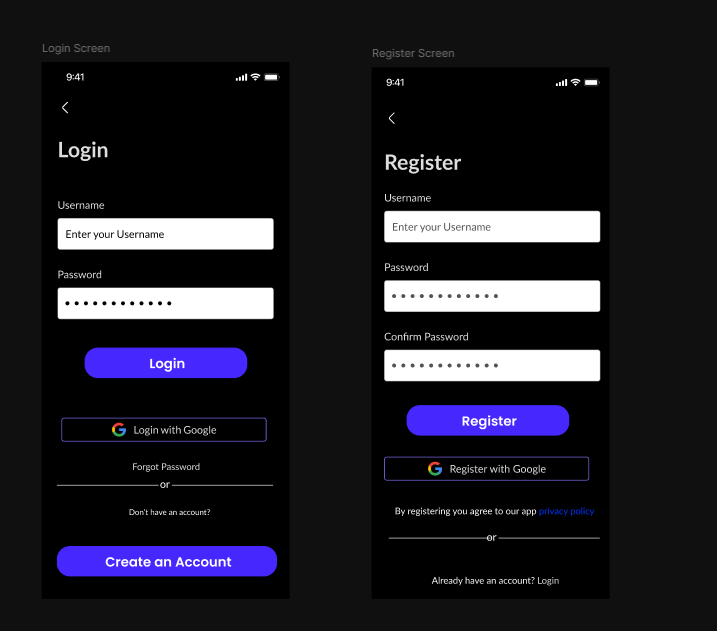 Login Screen
9:41
Login
Username
Enter your Username
Password
Login
Login with Google
Forgot Password
or
Don't have an account?
Create an Account
Register Screen
9:41
Register
Username
Enter your Username
Password
Confirm Password
Register
Register with Google
By registering you agree to our app privacy policy
or
Already have an account? Login